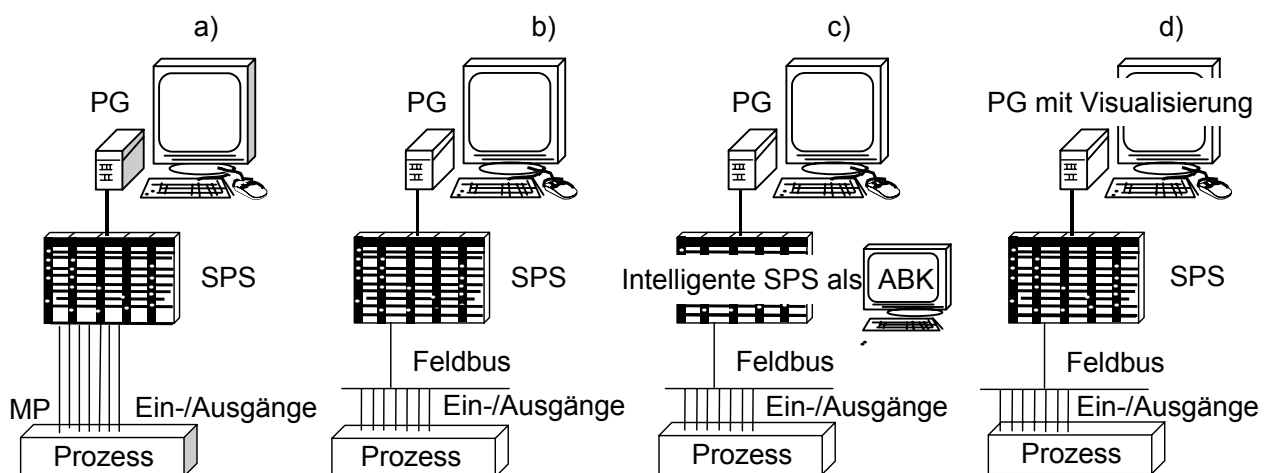 a)
PG
SPS
MP
Ein-/Ausgänge
Prozess
b)
PG
SPS
Feldbus
Ein-/Ausgänge
Prozess
c)
PG
Intelligente SPS als ABK
Feldbus
Ein-/Ausgänge
Prozess
d)
PG mit Visualisierung
SPS
Feldbus
Ein-/Ausgänge
Prozess